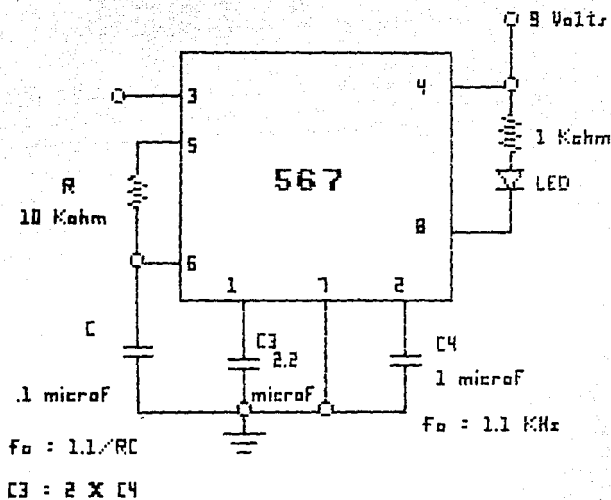 9 Volts
3
4
5
1 Kohm
R
567
LED
10 Kohm
8
6
1
7
2
C
C3
2.2
C4
1 microF
.1 microF
microF
fo = 1.1 KHz
fo = 1.1/RC
C3 = 2 X C4